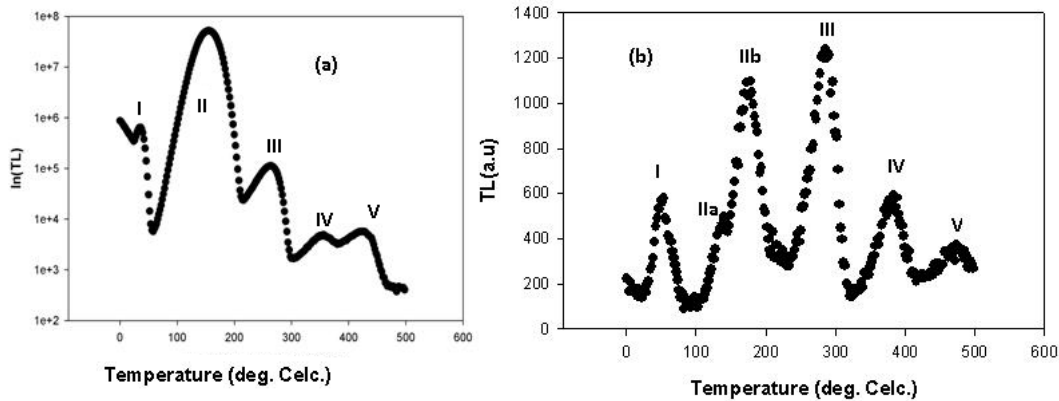 1e+8
1e+7
1e+6
1e+5
1e+4
1e+3
1e+2
ln(TL)
(a)
I
II
III
IV
V
0 100 200 300 400 500 600
Temperature (deg. Celc.)
1400
1200
1000
800
600
400
200
0
TL(a.u)
(b)
I
IIa
IIb
III
IV
V
0 100 200 300 400 500 600
Temperature (deg. Celc.)